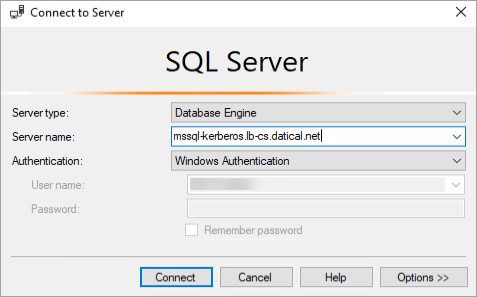 Connect to Server
SQL Server
Server type: Database Engine
Server name: mssql-kerberos.lb-cs.datical.net
Authentication: Windows Authentication
User name:
Password:
Remember password
Connect Cancel Help Options >>